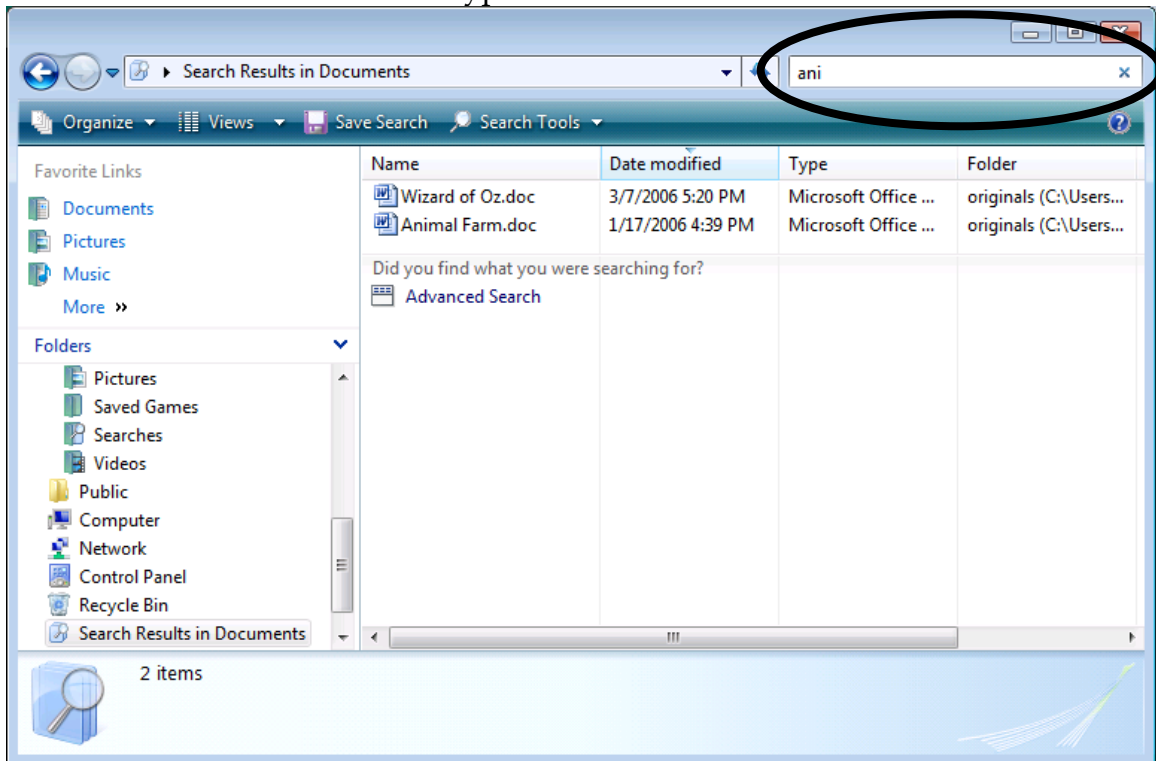 yp
Search Results in Documents
ani
Organize Views Save Search Search Tools
Favorite Links
Documents
Pictures
Music
More »
Folders
Pictures
Saved Games
Searches
Videos
Public
Computer
Network
Control Panel
Recycle Bin
Search Results in Documents
Name Date modified Type Folder
Wizard of Oz.doc 3/7/2006 5:20 PM Microsoft Office ... originals (C:\Users...
Animal Farm.doc 1/17/2006 4:39 PM Microsoft Office ... originals (C:\Users...
Did you find what you were searching for?
Advanced Search
2 items